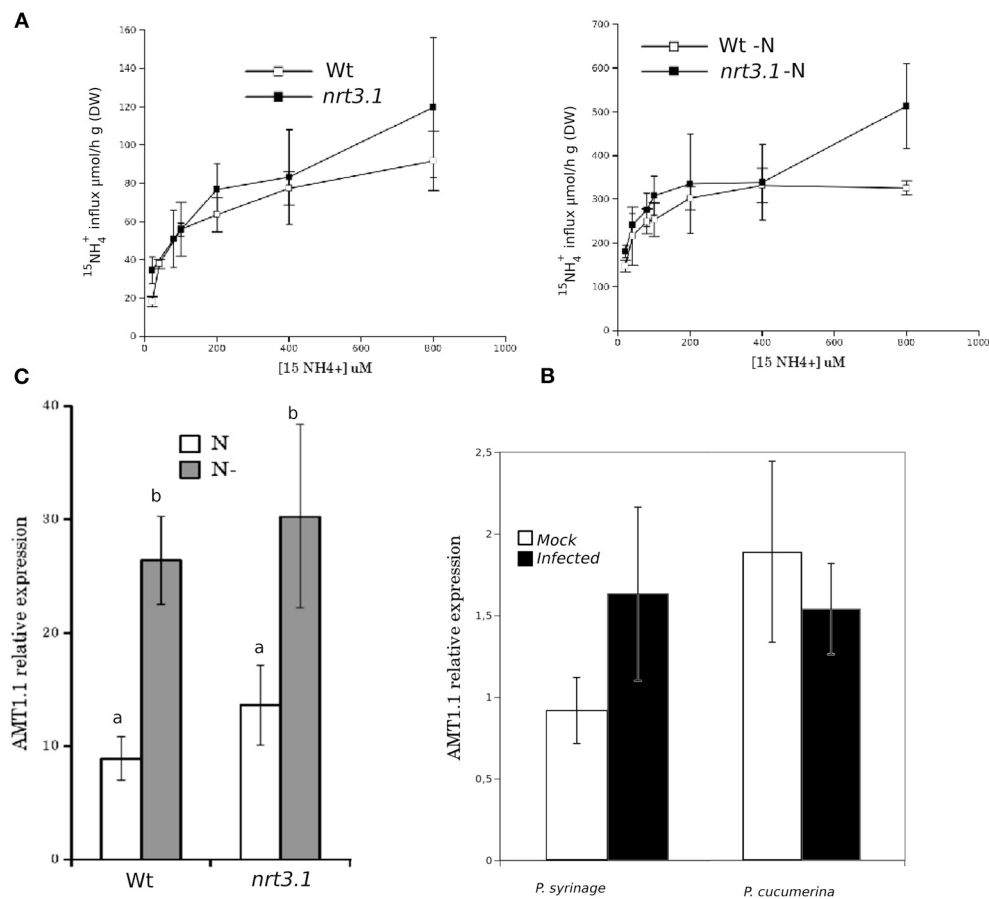 A
Wt
nrt3.1
160
140
120
100
80
60
40
20
0
¹⁵NH₄⁺ influx µmol/h g (DW)
0 200 400 600 800 1000
[15 NH4+] uM
Wt -N
nrt3.1-N
700
600
500
400
300
200
100
0
¹⁵NH₄⁺ influx µmol/h g (DW)
0 200 400 600 800 1000
[15 NH4+] uM
C
40
30
20
10
0
AMT1.1 relative expression
N
N-
a
b
a
b
Wt nrt3.1
B
2,5
2
1,5
1
0,5
0
AMT1.1 relative expression
Mock
Infected
P. syrinage P. cucumerina